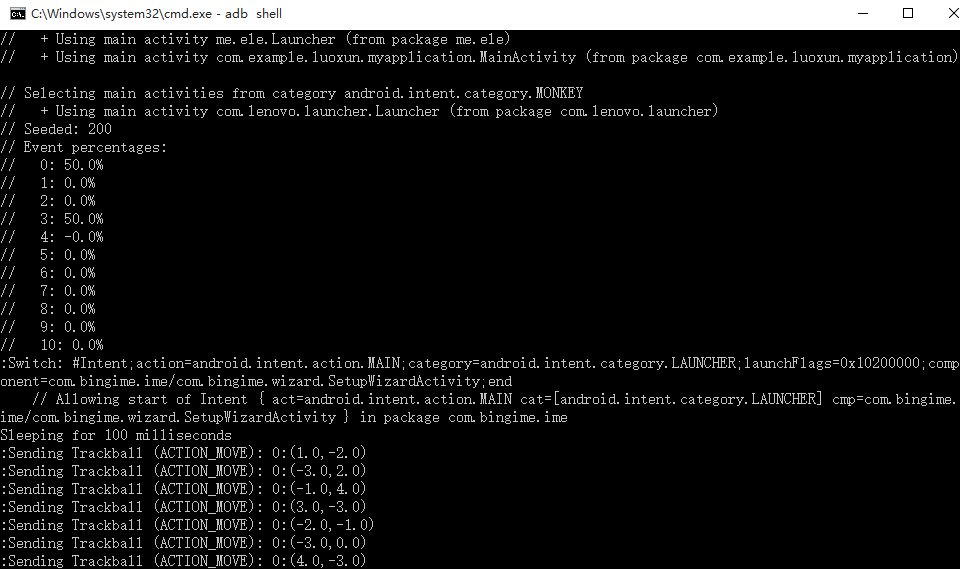 C:\Windows\system32\cmd.exe - adb  shell
//   + Using main activity me.ele.Launcher (from package me.ele)
//   + Using main activity com.example.luoxun.myapplication.MainActivity (from package com.example.luoxun.myapplication)
// Selecting main activities from category android.intent.category.MONKEY
//   + Using main activity com.lenovo.launcher.Launcher (from package com.lenovo.launcher)
// Seeded: 200
// Event percentages:
//   0: 50.0%
//   1: 0.0%
//   2: 0.0%
//   3: 50.0%
//   4: -0.0%
//   5: 0.0%
//   6: 0.0%
//   7: 0.0%
//   8: 0.0%
//   9: 0.0%
//   10: 0.0%
:Switch: #Intent;action=android.intent.action.MAIN;category=android.intent.category.LAUNCHER;launchFlags=0x10200000;comp
onent=com.bingime.ime/com.bingime.wizard.SetupWizardActivity;end
    // Allowing start of Intent { act=android.intent.action.MAIN cat=[android.intent.category.LAUNCHER] cmp=com.bingime.
ime/com.bingime.wizard.SetupWizardActivity } in package com.bingime.ime
Sleeping for 100 milliseconds
:Sending Trackball (ACTION_MOVE): 0:(1.0,-2.0)
:Sending Trackball (ACTION_MOVE): 0:(-3.0,2.0)
:Sending Trackball (ACTION_MOVE): 0:(-1.0,4.0)
:Sending Trackball (ACTION_MOVE): 0:(3.0,-3.0)
:Sending Trackball (ACTION_MOVE): 0:(-2.0,-1.0)
:Sending Trackball (ACTION_MOVE): 0:(-3.0,0.0)
:Sending Trackball (ACTION_MOVE): 0:(4.0,-3.0)